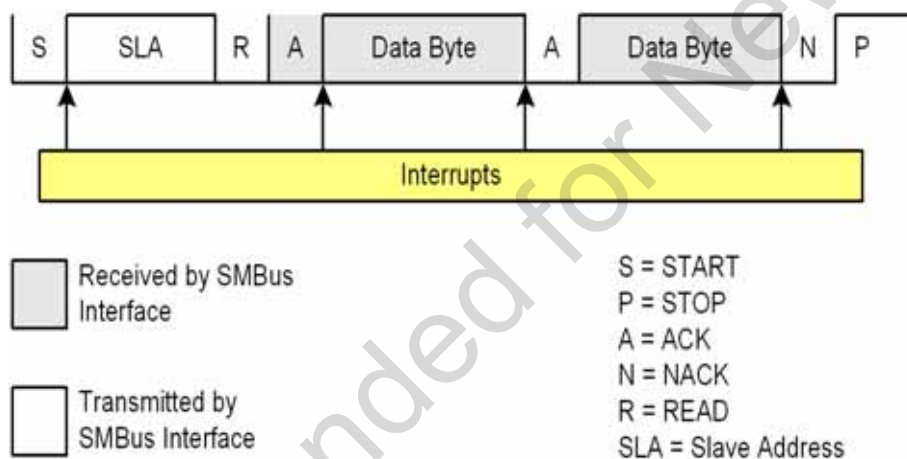 S SLA R A Data Byte A Data Byte N P
Interrupts
Received by SMBus
Interface
Transmitted by
SMBus Interface
S = START
P = STOP
A = ACK
N = NACK
R = READ
SLA = Slave Address